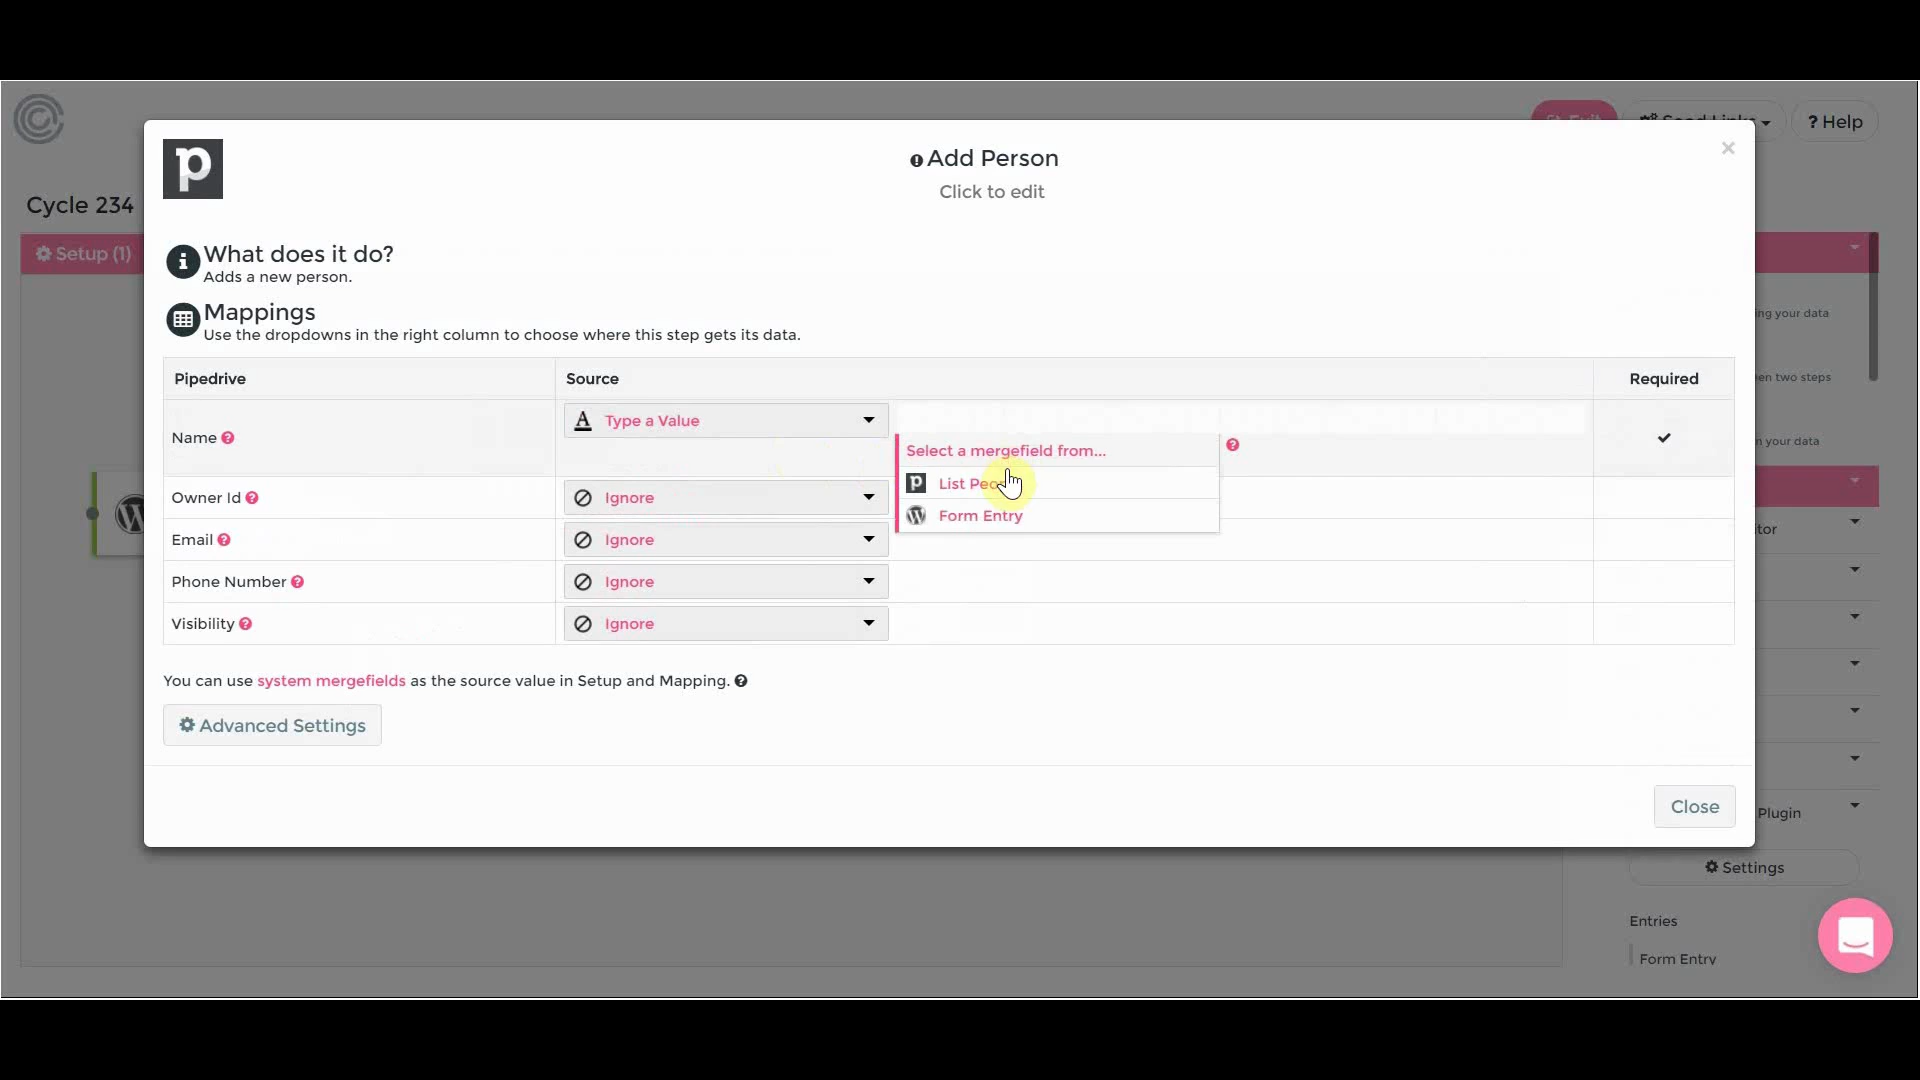 ? Help
p
Add Person
Click to edit
×
Cycle 234
Setup (1)
What does it do?
Adds a new person.
Mappings
Use the dropdowns in the right column to choose where this step gets its data.
Pipedrive
Source
Required
Name
Type a Value
Select a mergefield from...
p
List
Form Entry
Owner Id
Ignore
Email
Ignore
Phone Number
Ignore
Visibility
Ignore
You can use system mergefields as the source value in Setup and Mapping.
Advanced Settings
Close
your data
two steps
your data
Plugin
Settings
Entries
Form Entry